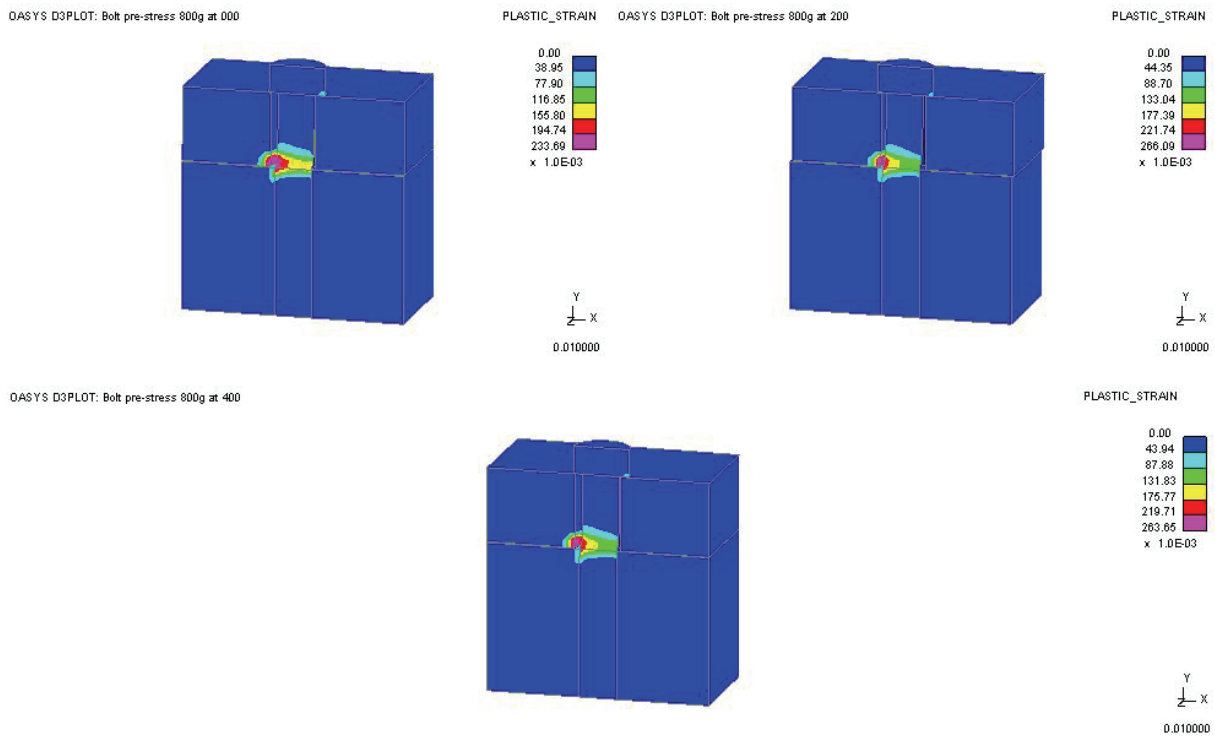 OASYS D3PLOT: Bolt pre-stress 800g at 000
PLASTIC_STRAIN
0.00
38.95
77.90
116.85
155.80
194.74
233.69
x 1.0E-03
Y
Z X
0.010000
OASYS D3PLOT: Bolt pre-stress 800g at 200
PLASTIC_STRAIN
0.00
44.35
88.70
133.04
177.39
221.74
266.09
x 1.0E-03
Y
Z X
0.010000
OASYS D3PLOT: Bolt pre-stress 800g at 400
PLASTIC_STRAIN
0.00
43.94
87.88
131.83
175.77
219.71
263.65
x 1.0E-03
Y
Z X
0.010000